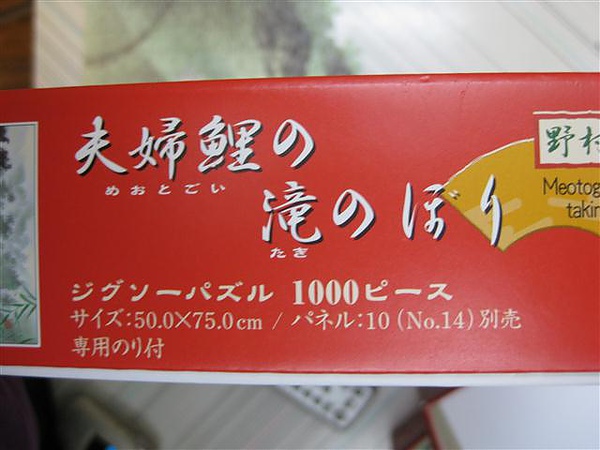 夫婦鯉の
めおとごい
滝のぼり
たき
ジグソーパズル 1000ピース
サイズ:50.0×75.0cm / パネル:10(No.14)別売
専用のり付
野村
Meotog
takin